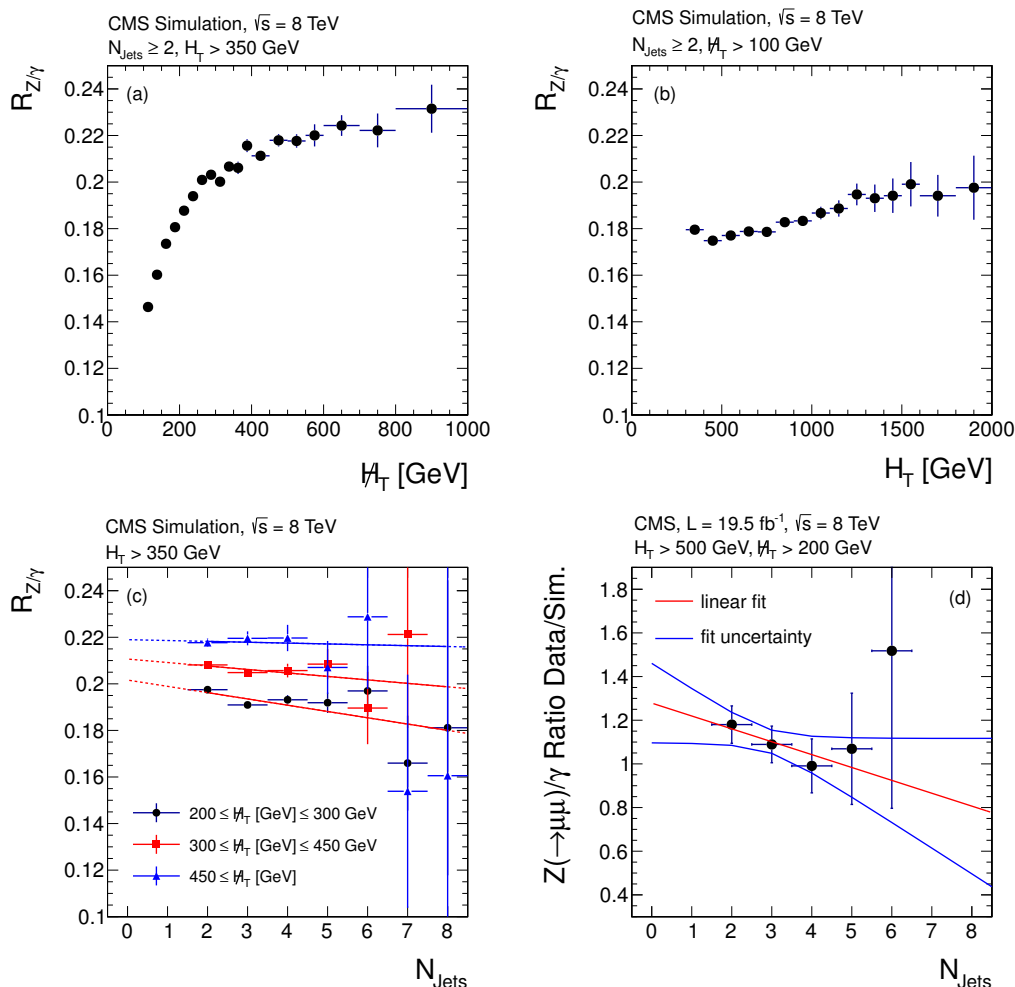 CMS Simulation, √s = 8 TeV
N_Jets ≥ 2, H_T > 350 GeV
R_Z/γ
(a)
0.24
0.22
0.2
0.18
0.16
0.14
0.12
0.1
0 200 400 600 800 1000
H̸_T [GeV]
CMS Simulation, √s = 8 TeV
N_Jets ≥ 2, H̸_T > 100 GeV
R_Z/γ
(b)
0.24
0.22
0.2
0.18
0.16
0.14
0.12
0.1
0 500 1000 1500 2000
H_T [GeV]
CMS Simulation, √s = 8 TeV
H_T > 350 GeV
R_Z/γ
(c)
0.24
0.22
0.2
0.18
0.16
0.14
0.12
0.1
200 ≤ H̸_T [GeV] ≤ 300 GeV
300 ≤ H̸_T [GeV] ≤ 450 GeV
450 ≤ H̸_T [GeV]
0 1 2 3 4 5 6 7 8
N_Jets
CMS, L = 19.5 fb⁻¹, √s = 8 TeV
H_T > 500 GeV, H̸_T > 200 GeV
Z(→μμ)/γ Ratio Data/Sim.
(d)
linear fit
fit uncertainty
1.8
1.6
1.4
1.2
1
0.8
0.6
0.4
0 1 2 3 4 5 6 7 8
N_Jets